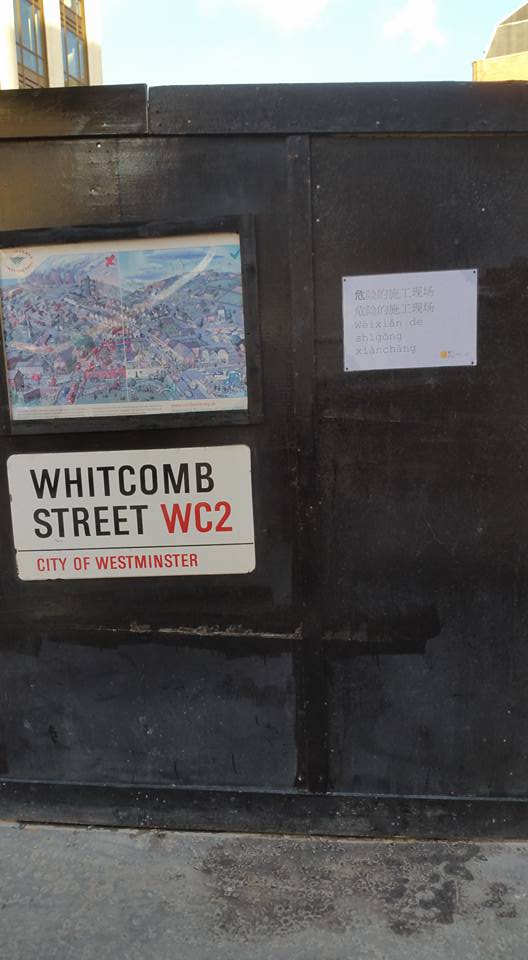 WHITCOMB
STREET WC2
CITY OF WESTMINSTER
危险的施工现场
危险的施工现场
Wēixiǎn de
shīgōng
xiànchǎng